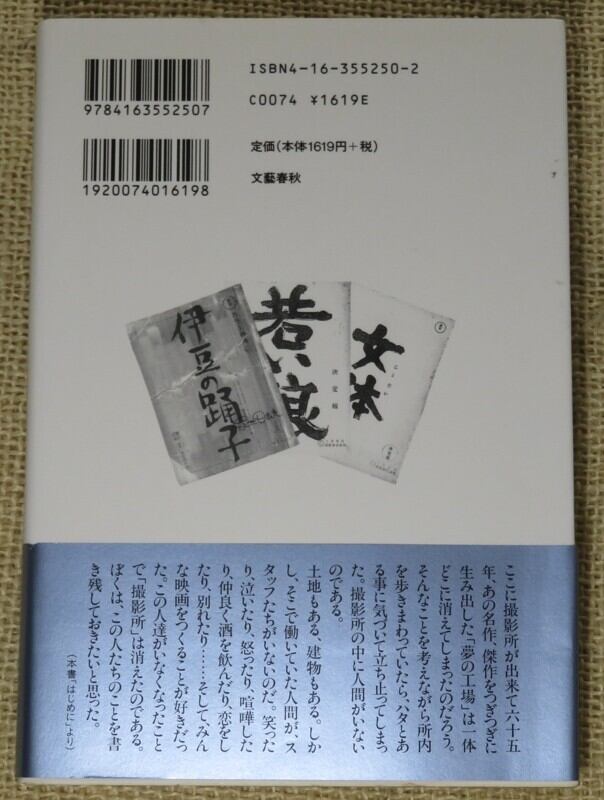 ISBN4-16-355250-2
C0074 ¥1619E
9784163552507
定価(本体1619円+税)
文藝春秋
1920074016198
伊豆の踊子
若い狼
決定稿
女体
ここに撮影所が出来て六十五
年、あの名作、傑作をつぎつぎに
生み出した「夢の工場」は一体
どこに消えてしまったのだろう。
そんなことを考えながら所内
を歩きまわっていたら、ハタとあ
る事に気づいて立ち止ってしまっ
た。撮影所の中に人間がいない
のである。
土地もある、建物もある。しか
し、そこで働いていた人間が、ス
タッフたちがいないのだ。笑った
り、泣いたり、怒ったり、喧嘩した
り、仲良く酒を飲んだり、恋をし
たり、別れたり……そして、みん
な映画をつくることが好きだっ
た。この人達がいなくなったこと
で「撮影所」は消えたのである。
ぼくは、この人たちのことを書
き残しておきたいと思った。
(本書「はじめに」より)